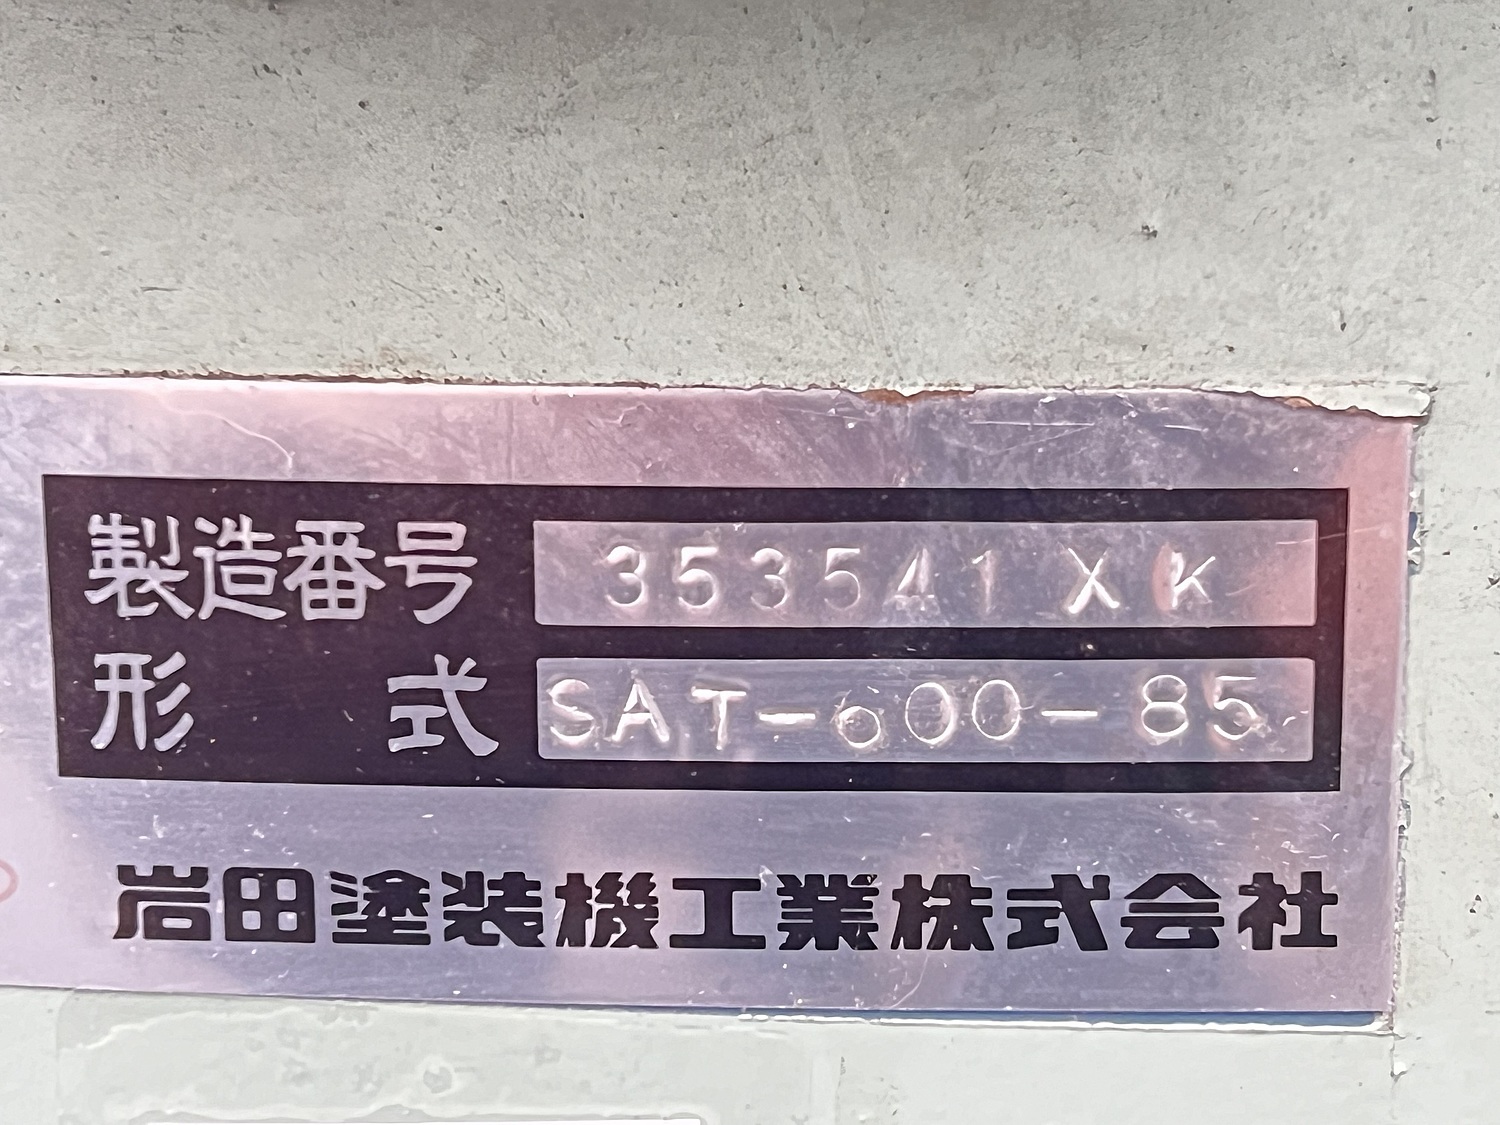 製造番号 353541XK
形式 SAT-600-85
岩田塗装機工業株式会社